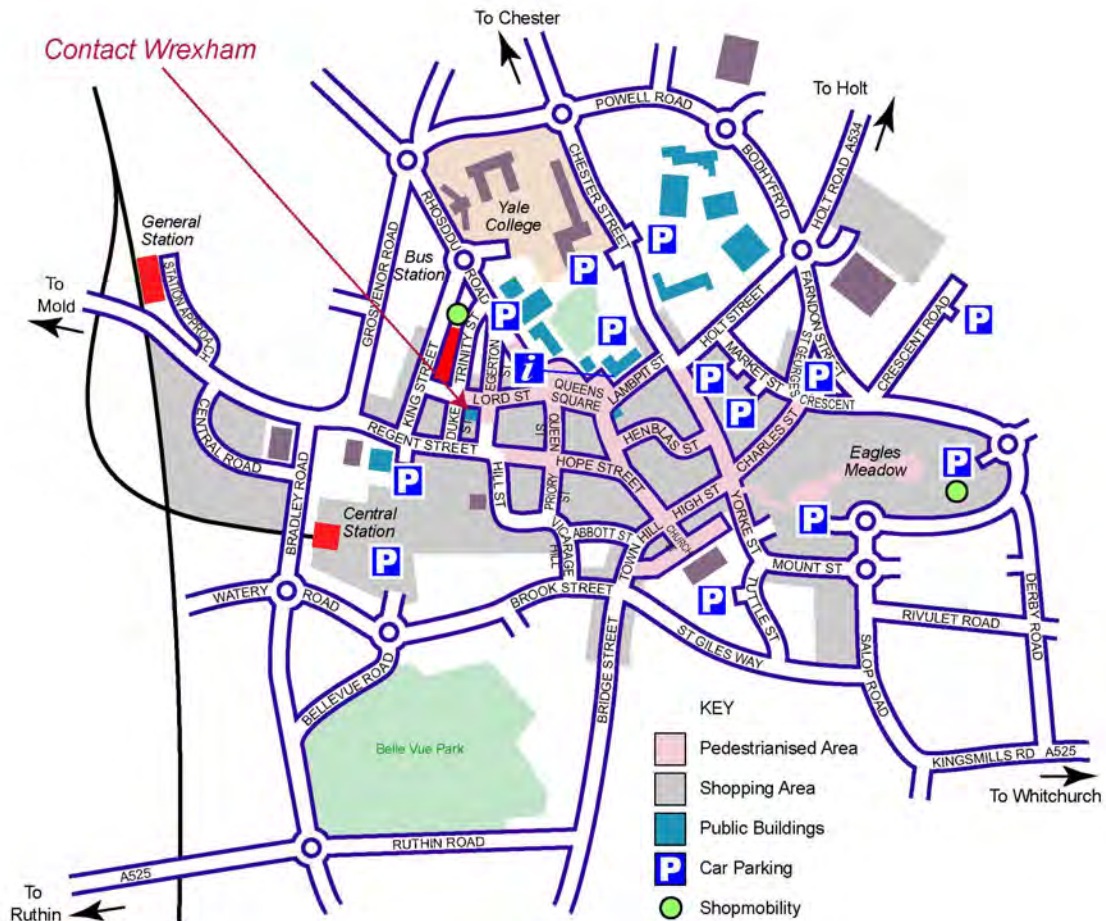 To Chester
Contact Wrexham
To Holt
POWELL ROAD
BODHYFRYD
HOLT ROAD A534
CHESTER STREET
RHOSDDU ROAD
Yale
College
P
General
Station
Bus
Station
STATION APPROACH
To
Mold
GROSVENOR ROAD
P
P
P
P
HOLT STREET
FARNDON STREET
ST GEORGES
CRESCENT
CRESCENT ROAD
MARKET ST
KING STREET
TRINITY ST
EGERTON
ST
i
QUEENS
SQUARE
LAMBPIT ST
P
P
P
CENTRAL ROAD
LORD ST
DUKE
ST
QUEEN
ST
HENBLAS ST
CHARLES ST
REGENT STREET
HOPE STREET
Eagles
Meadow
P
BRADLEY ROAD
P
HILL ST
PRIORY
ST
HIGH ST
YORKE ST
Central
Station
VICARAGE
HILL
ABBOTT ST
TOWN HILL
CHURCH
P
P
MOUNT ST
WATERY ROAD
BROOK STREET
P
TUTTLE ST
DERBY ROAD
BELLEVUE ROAD
BRIDGE STREET
ST GILES WAY
SALOP ROAD
RIVULET ROAD
Belle Vue Park
KINGSMILLS RD A525
To Whitchurch
RUTHIN ROAD
A525
To
Ruthin
KEY
Pedestrianised Area
Shopping Area
Public Buildings
P Car Parking
Shopmobility